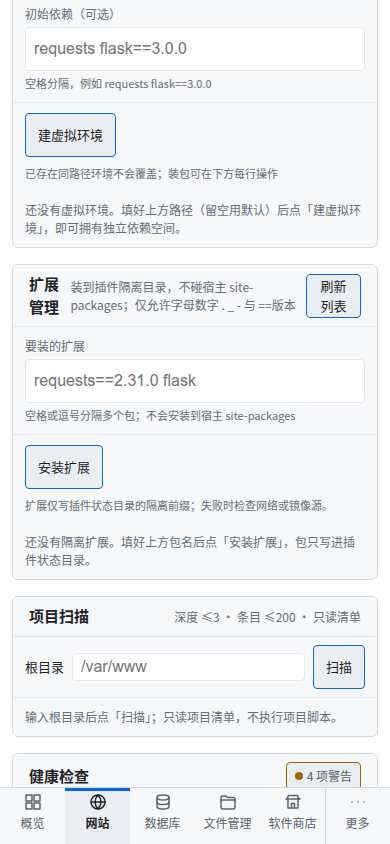 初始依赖（可选）
requests flask==3.0.0
空格分隔，例如 requests flask==3.0.0
建虚拟环境
已存在同路径环境不会覆盖；装包可在下方每行操作
还没有虚拟环境。填好上方路径（留空用默认）后点「建虚拟环
境」，即可拥有独立依赖空间。
扩展
管理
装到插件隔离目录，不碰宿主 site-
packages；仅允许字母数字 . _ - 与 ==版本
刷新
列表
要装的扩展
requests==2.31.0 flask
空格或逗号分隔多个包；不会安装到宿主 site-packages
安装扩展
扩展仅写插件状态目录的隔离前缀；失败时检查网络或镜像源。
还没有隔离扩展。填好上方包名后点「安装扩展」，包只写进插
件状态目录。
项目扫描
深度 ≤3 · 条目 ≤200 · 只读清单
根目录
/var/www
扫描
输入根目录后点「扫描」；只读项目清单，不执行项目脚本。
健康检查
4 项警告
概览
网站
数据库
文件管理
软件商店
更多